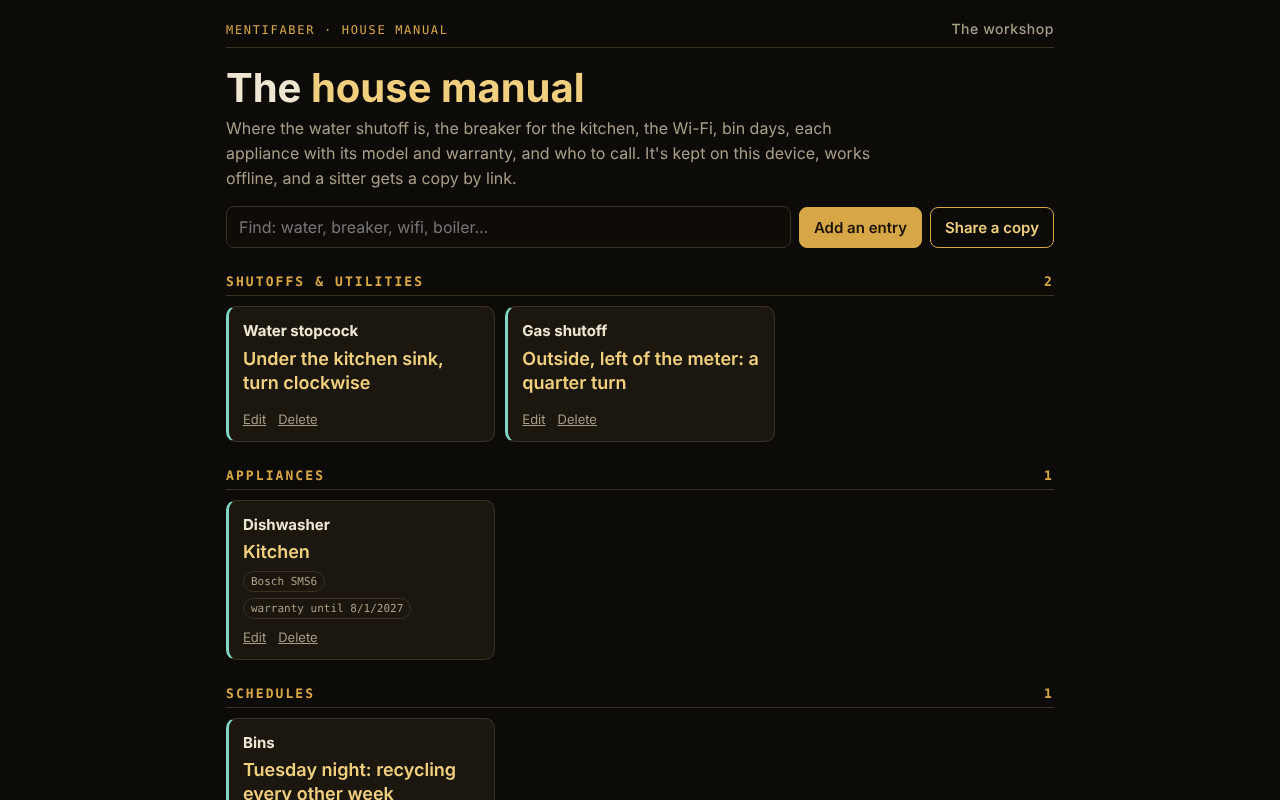 MENTIFABER · HOUSE MANUAL
The workshop
The house manual
Where the water shutoff is, the breaker for the kitchen, the Wi-Fi, bin days, each
appliance with its model and warranty, and who to call. It's kept on this device, works
offline, and a sitter gets a copy by link.
Find: water, breaker, wifi, boiler...
Add an entry
Share a copy
SHUTOFFS & UTILITIES
2
Water stopcock
Under the kitchen sink,
turn clockwise
Edit Delete
Gas shutoff
Outside, left of the meter: a
quarter turn
Edit Delete
APPLIANCES
1
Dishwasher
Kitchen
Bosch SMS6
warranty until 8/1/2027
Edit Delete
SCHEDULES
1
Bins
Tuesday night: recycling
every other week